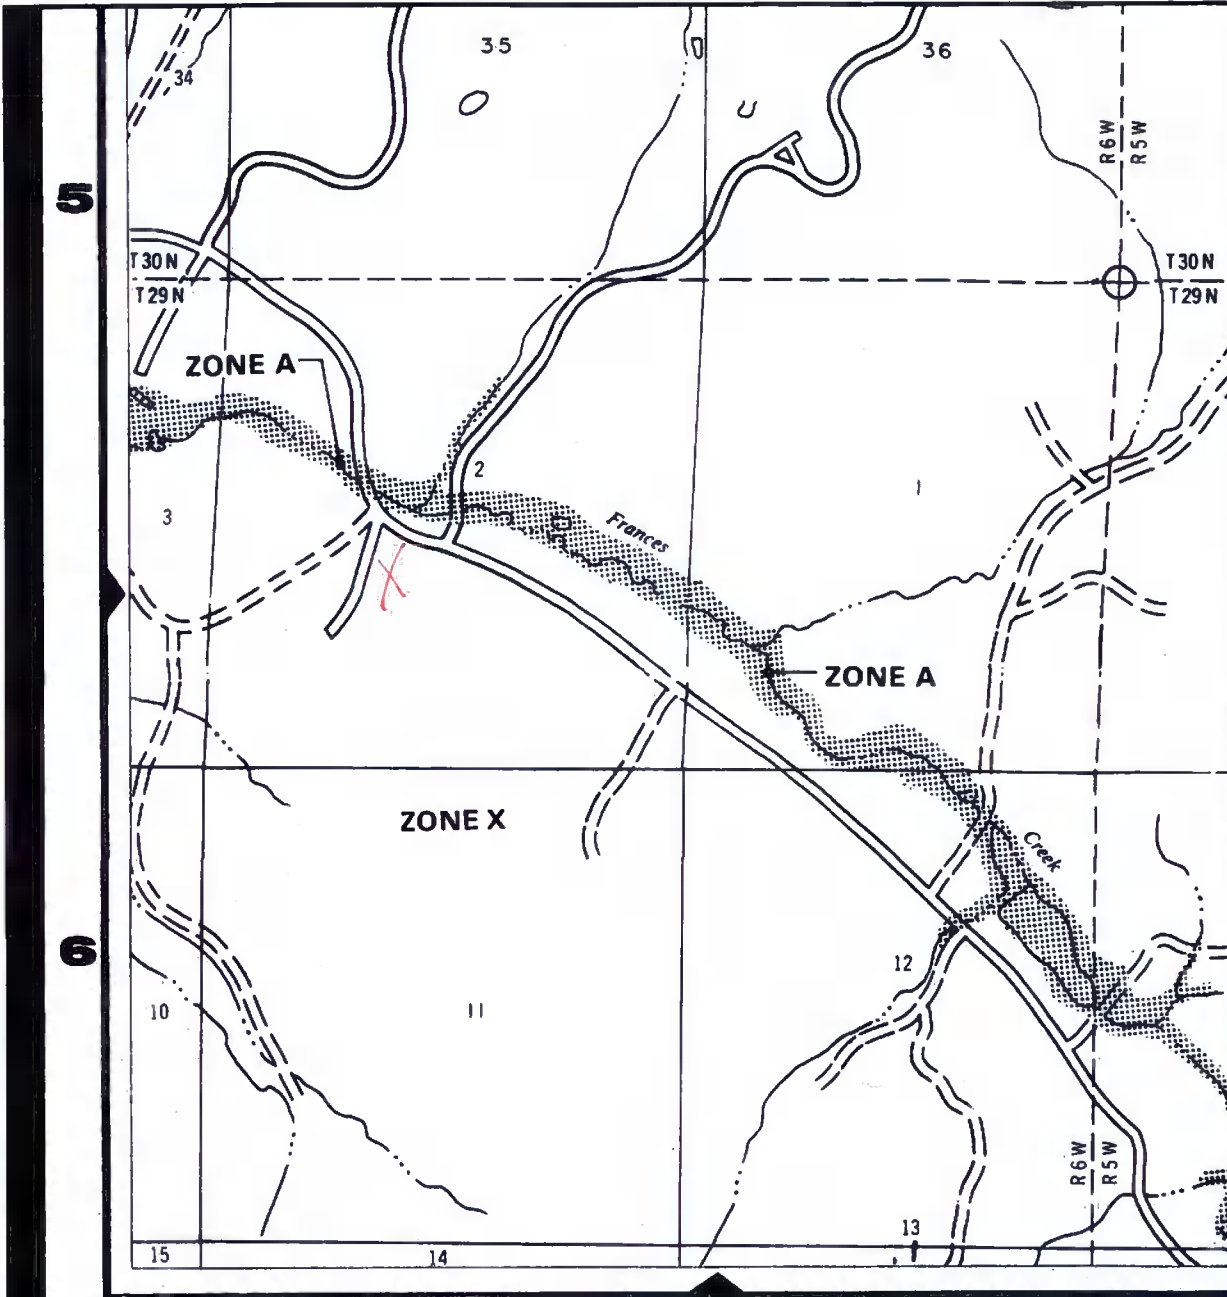 35
36
34
R6W
R5W
5
T30N
T30N
T29N
T29N
ZONE A
2
1
3
Frances
X
ZONE A
ZONE X
Creek
6
12
10
11
R6W
R5W
13
15
14